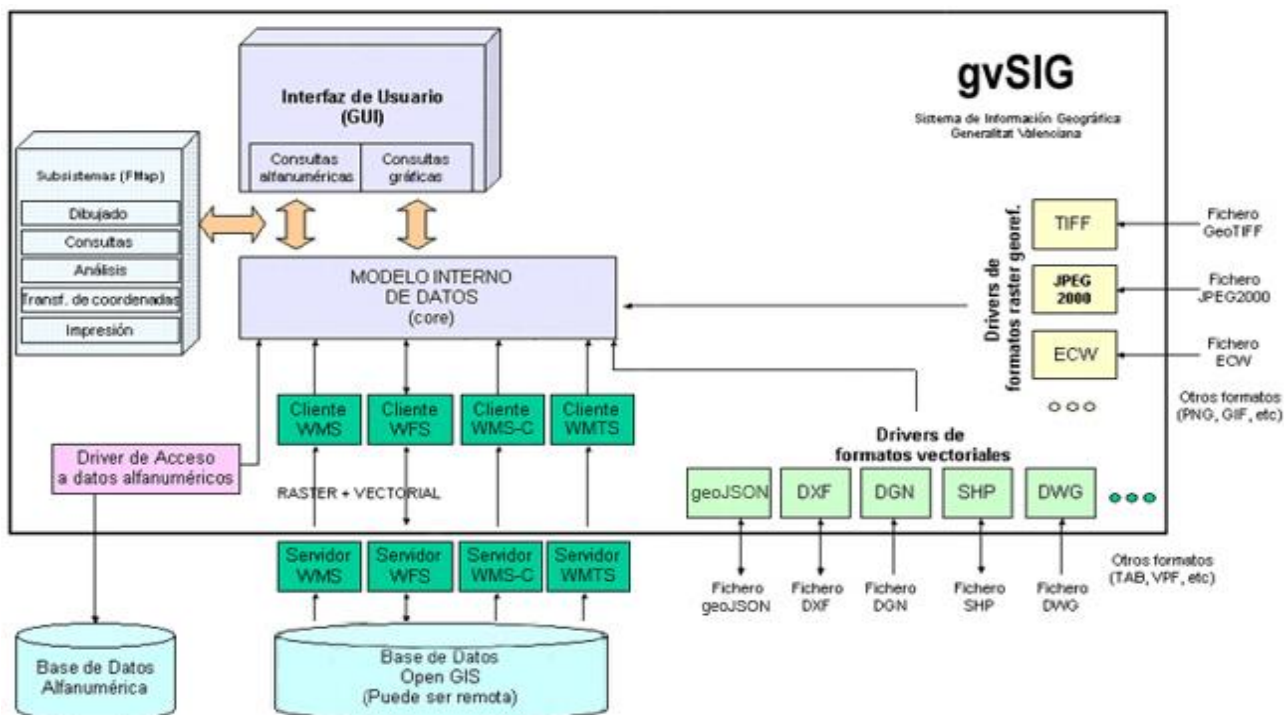 gvSIG
Sistema de Información Geográfica
Generalitat Valenciana
Interfaz de Usuario
(GUI)
Consultas
alfanuméricas
Consultas
gráficas
Subsistemas (FMap)
Dibujado
Consultas
Análisis
Transf. de coordenadas
Impresión
MODELO INTERNO
DE DATOS
(core)
Drivers de
formatos raster georef.
TIFF
JPEG
2000
ECW
Fichero
GeoTIFF
Fichero
JPEG2000
Fichero
ECW
Otros formatos
(PNG, GIF, etc)
Cliente
WMS
Cliente
WFS
Cliente
WMS-C
Cliente
WMTS
Driver de Acceso
a datos alfanuméricos
RASTER + VECTORIAL
Drivers de
formatos vectoriales
geoJSON
DXF
DGN
SHP
DWG
Servidor
WMS
Servidor
WFS
Servidor
WMS-C
Servidor
WMTS
Fichero
geoJSON
Fichero
DXF
Fichero
DGN
Fichero
SHP
Fichero
DWG
Otros formatos
(TAB, VPF, etc)
Base de Datos
Alfanumérica
Base de Datos
Open GIS
(Puede ser remota)